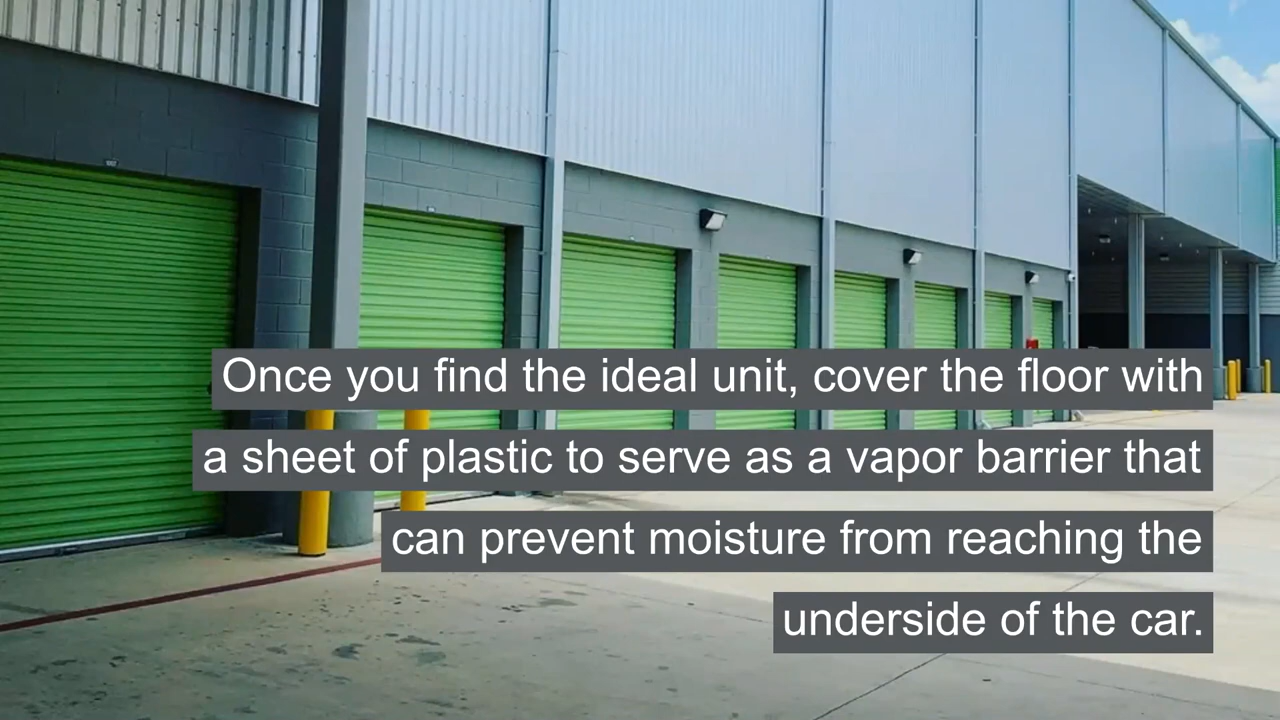 Once you find the ideal unit, cover the floor with
a sheet of plastic to serve as a vapor barrier that
can prevent moisture from reaching the
underside of the car.